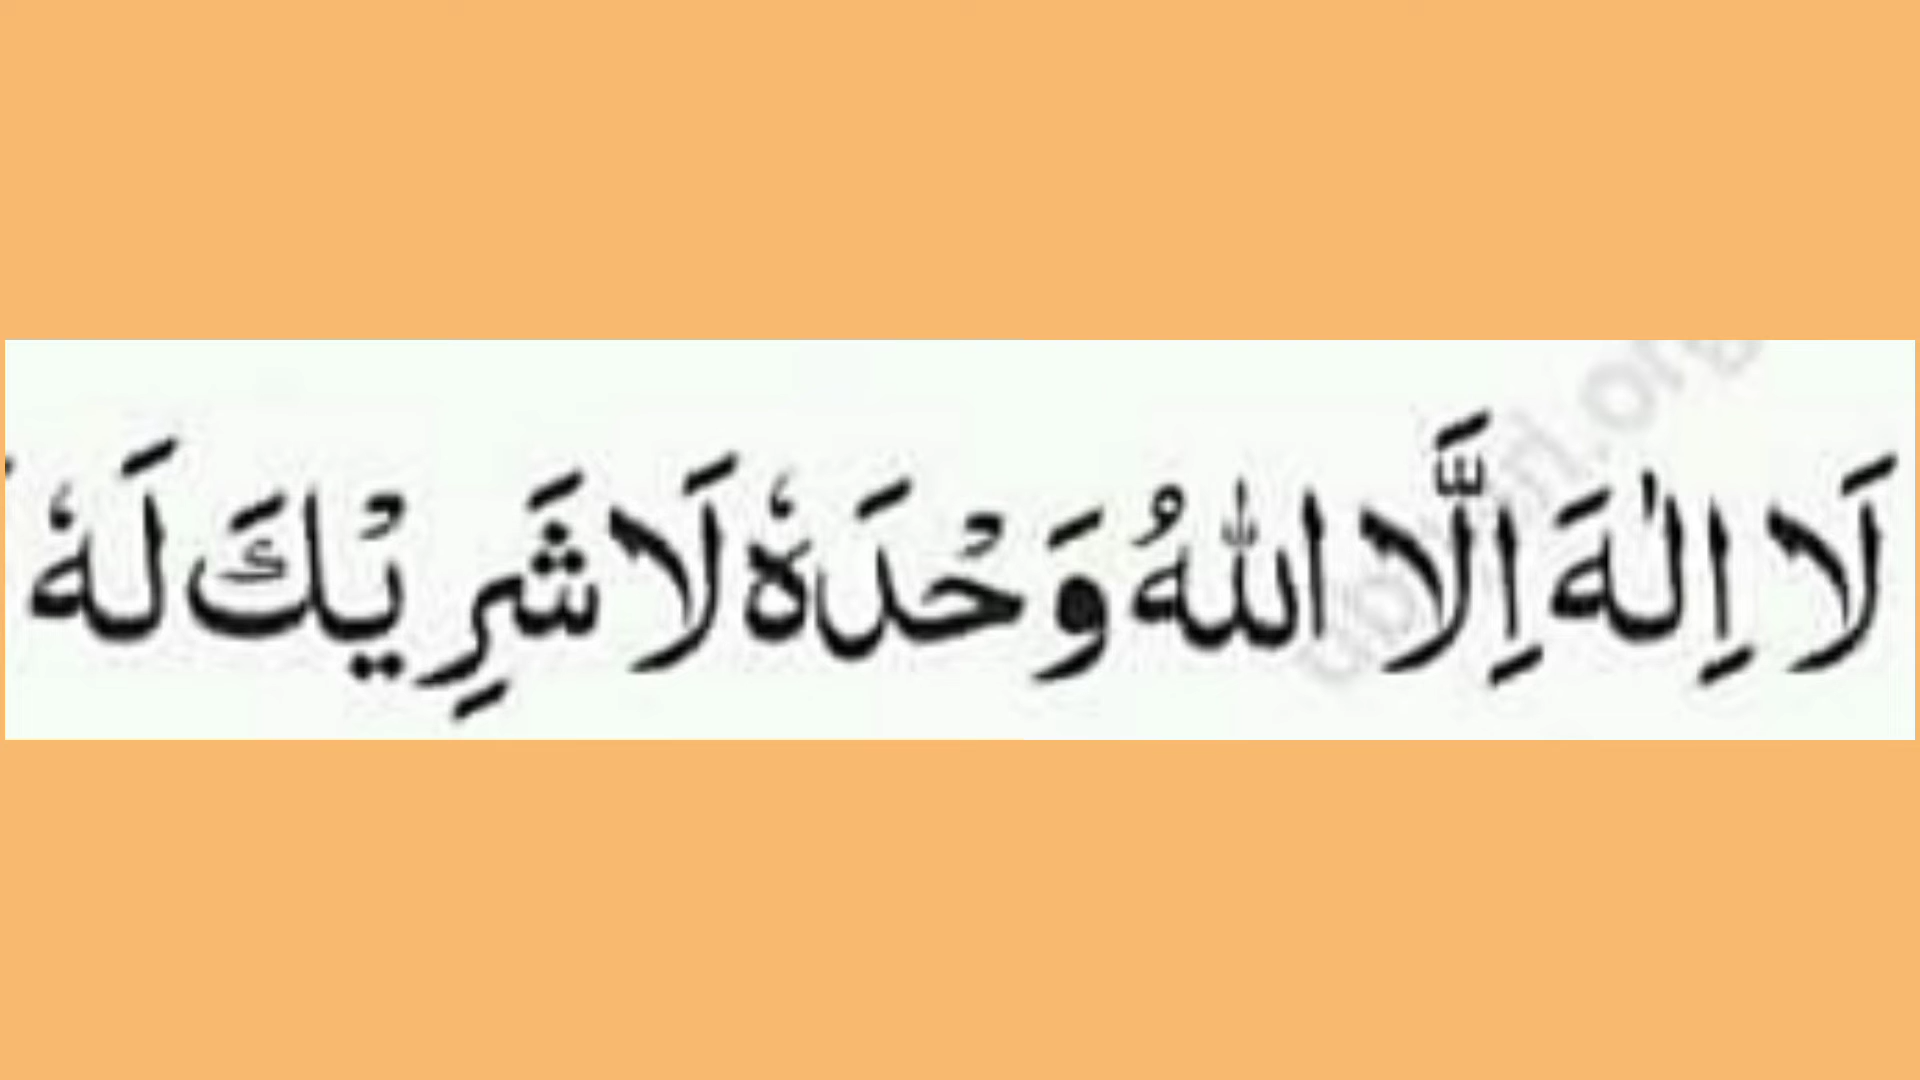 لَا اِلٰهَ اِلَّا اللّٰهُ وَحْدَهٗ لَا شَرِيْكَ لَهٗ